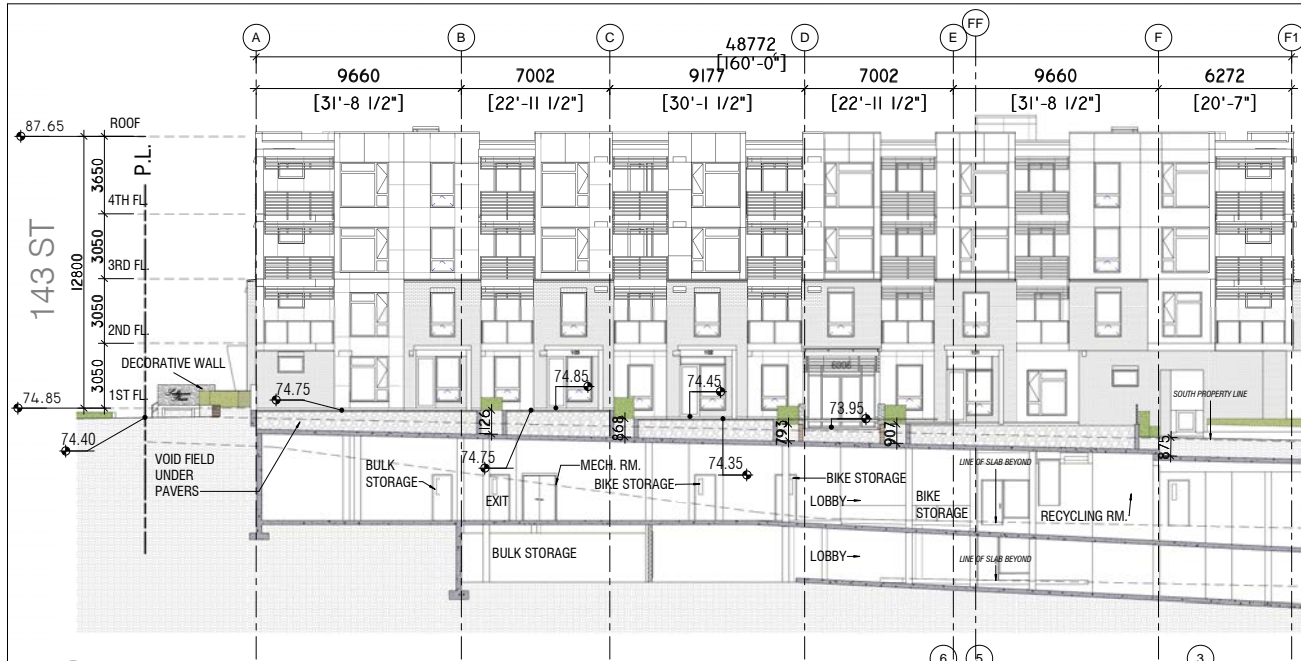 FF
A
B
C
D
E
F
F1
48772
[160'-0"]
9660
7002
9177
7002
9660
6272
[31'-8 1/2"]
[22'-11 1/2"]
[30'-1 1/2"]
[22'-11 1/2"]
[31'-8 1/2"]
[20'-7"]
87.65
ROOF
P.L.
3650
4TH FL.
143 ST
12800
3050
3RD FL.
3050
2ND FL.
3050
DECORATIVE WALL
1ST FL.
74.85
74.40
74.75
74.85
74.45
73.95
SOUTH PROPERTY LINE
1126
868
793
907
875
74.75
74.35
VOID FIELD
UNDER
PAVERS
BULK
STORAGE
EXIT
MECH. RM.
BIKE STORAGE
BIKE STORAGE
LOBBY
BIKE
STORAGE
LINE OF SLAB BEYOND
RECYCLING RM.
BULK STORAGE
LOBBY
LINE OF SLAB BEYOND
6
5
3